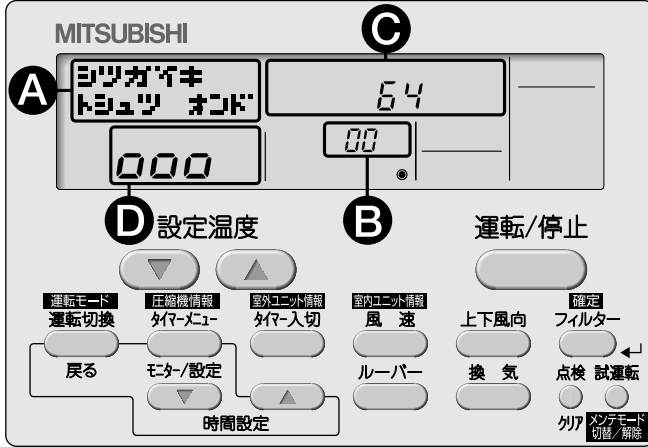 MITSUBISHI
C
A
シツガイキ
トシュツ オンド
64
00
000
D
B
設定温度
運転/停止
運転モード
圧縮機情報
室外ユニット情報
室内ユニット情報
確定
運転切換
タイマーメニュー
タイマー入切
風 速
上下風向
フィルター
戻る
モニター/設定
ルーバー
換 気
点検
試運転
時間設定
クリア
メンテモード
切替/解除